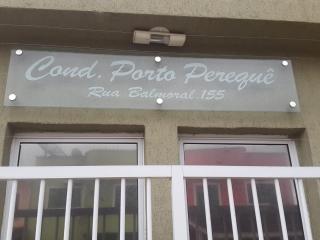 Cond. Porto Perequê
Rua Balmoral. 155